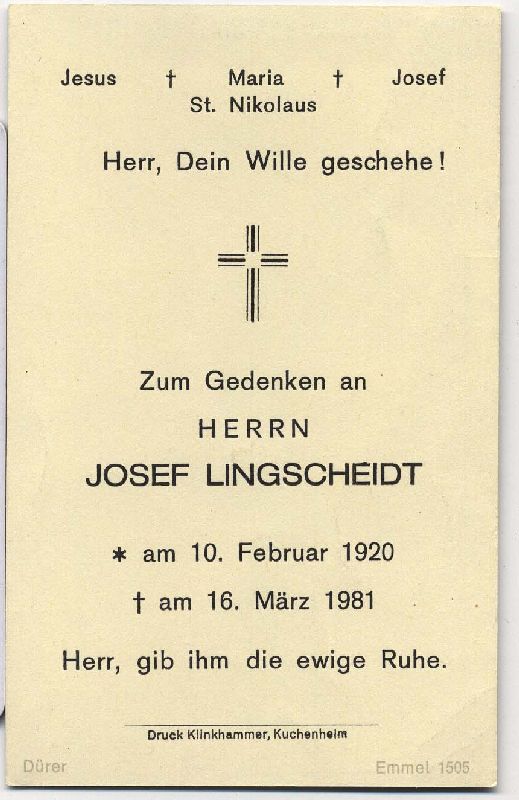 Jesus † Maria † Josef
St. Nikolaus
Herr, Dein Wille geschehe!
Zum Gedenken an
HERRN
JOSEF LINGSCHEIDT
* am 10. Februar 1920
† am 16. März 1981
Herr, gib ihm die ewige Ruhe.
Druck Klinkhammer, Kuchenheim
Dürer Emmel 1505